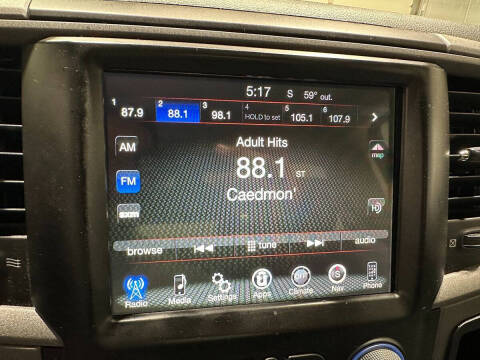 5:17 S 59° out.
1 87.9 2 88.1 3 98.1 4 HOLD to set 5 105.1 6 107.9
AM
Adult Hits
FM
88.1 ST
Caedmon'
browse tune audio
Radio Media Settings Apps Climate Nav Phone